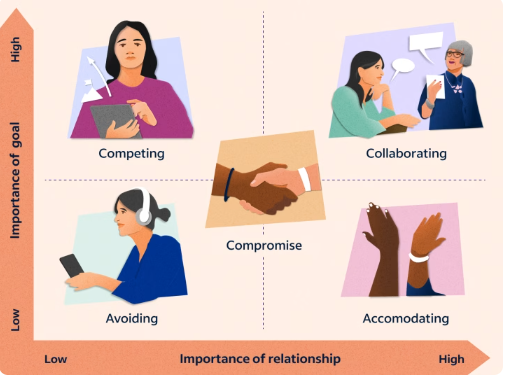 High
Competing
Collaborating
Importance of goal
Compromise
Avoiding
Accomodating
Low
Low
Importance of relationship
High